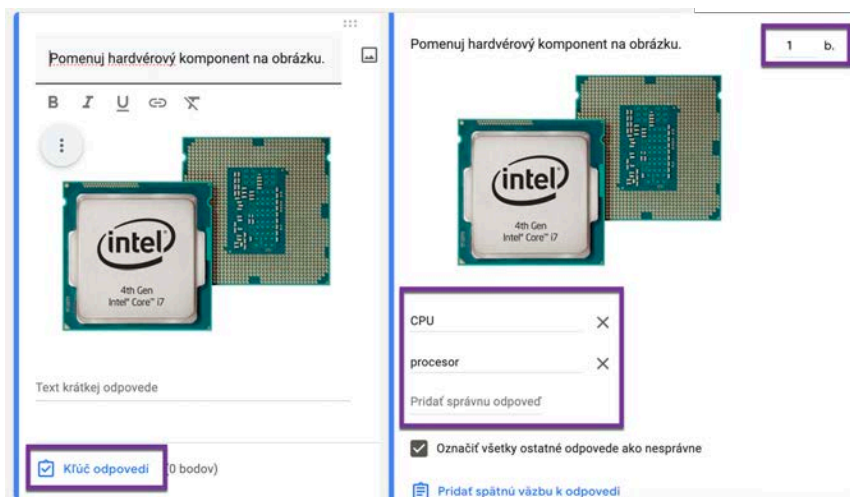 Pomenuj hardvérový komponent na obrázku.
B I U
intel
4th Gen
Intel® Core™ i7
Text krátkej odpovede
Kľúč odpovedí (0 bodov)
Pomenuj hardvérový komponent na obrázku.
1 b.
intel
4th Gen
Intel® Core™ i7
CPU
procesor
Pridať správnu odpoveď
Označiť všetky ostatné odpovede ako nesprávne
Pridať spätnú väzbu k odpovedi